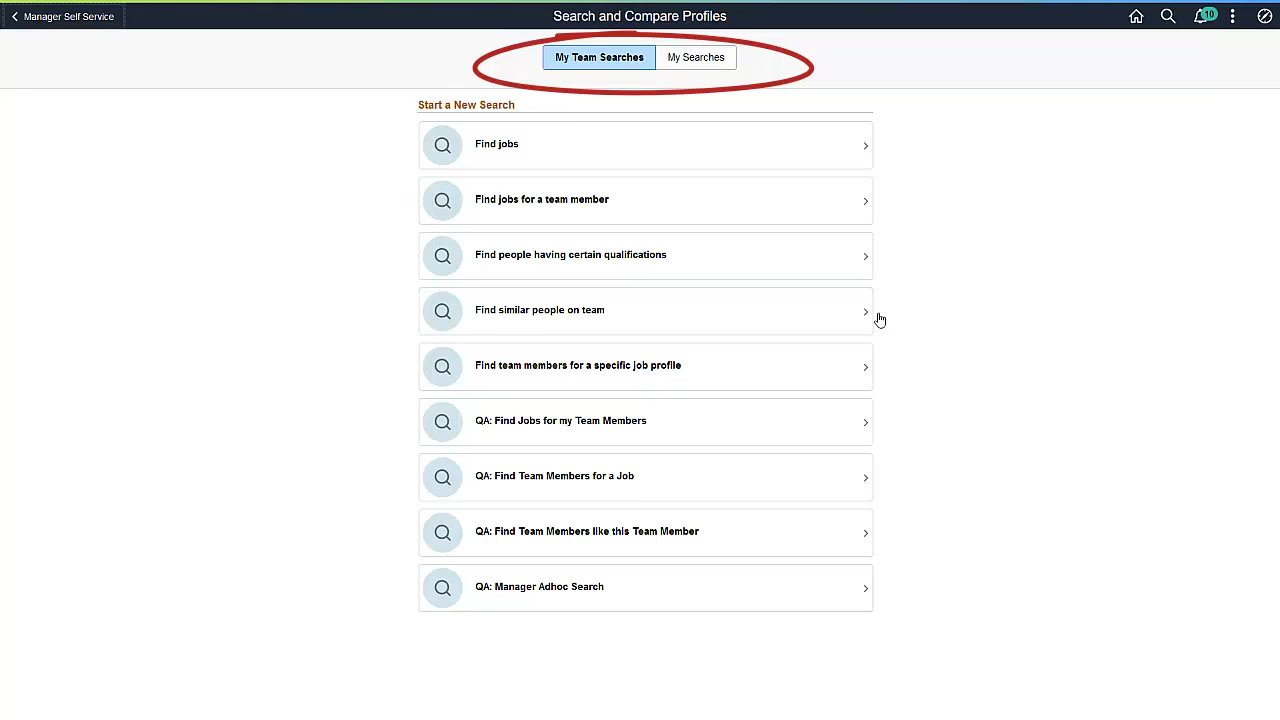 Manager Self Service
Search and Compare Profiles
10
My Team Searches
My Searches
Start a New Search
Find jobs
Find jobs for a team member
Find people having certain qualifications
Find similar people on team
Find team members for a specific job profile
QA: Find Jobs for my Team Members
QA: Find Team Members for a Job
QA: Find Team Members like this Team Member
QA: Manager Adhoc Search